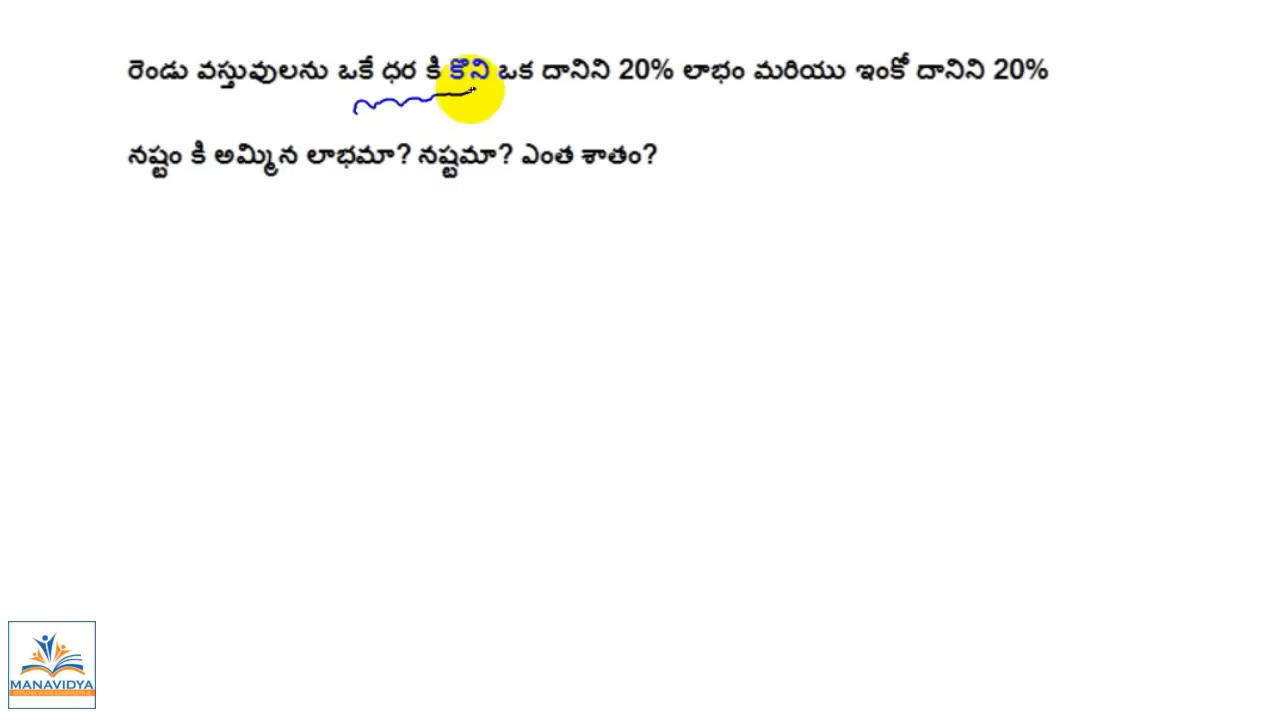 రెండు వస్తువులను ఒకే ధర కి కొని ఒక దానిని 20% లాభం మరియు ఇంకో దానిని 20%
నష్టం కి అమ్మిన లాభమా? నష్టమా? ఎంత శాతం?
MANAVIDYA